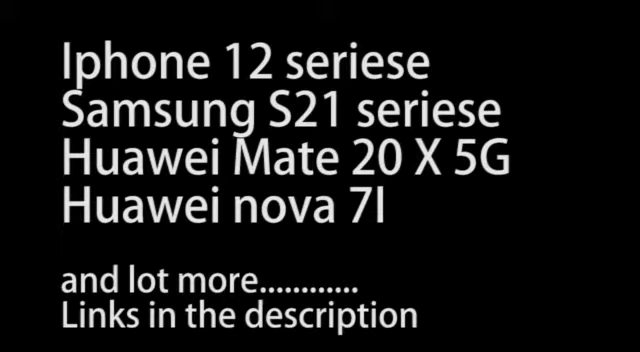 Iphone 12 seriese
Samsung S21 seriese
Huawei Mate 20 X 5G
Huawei nova 7I
and lot more............
Links in the description